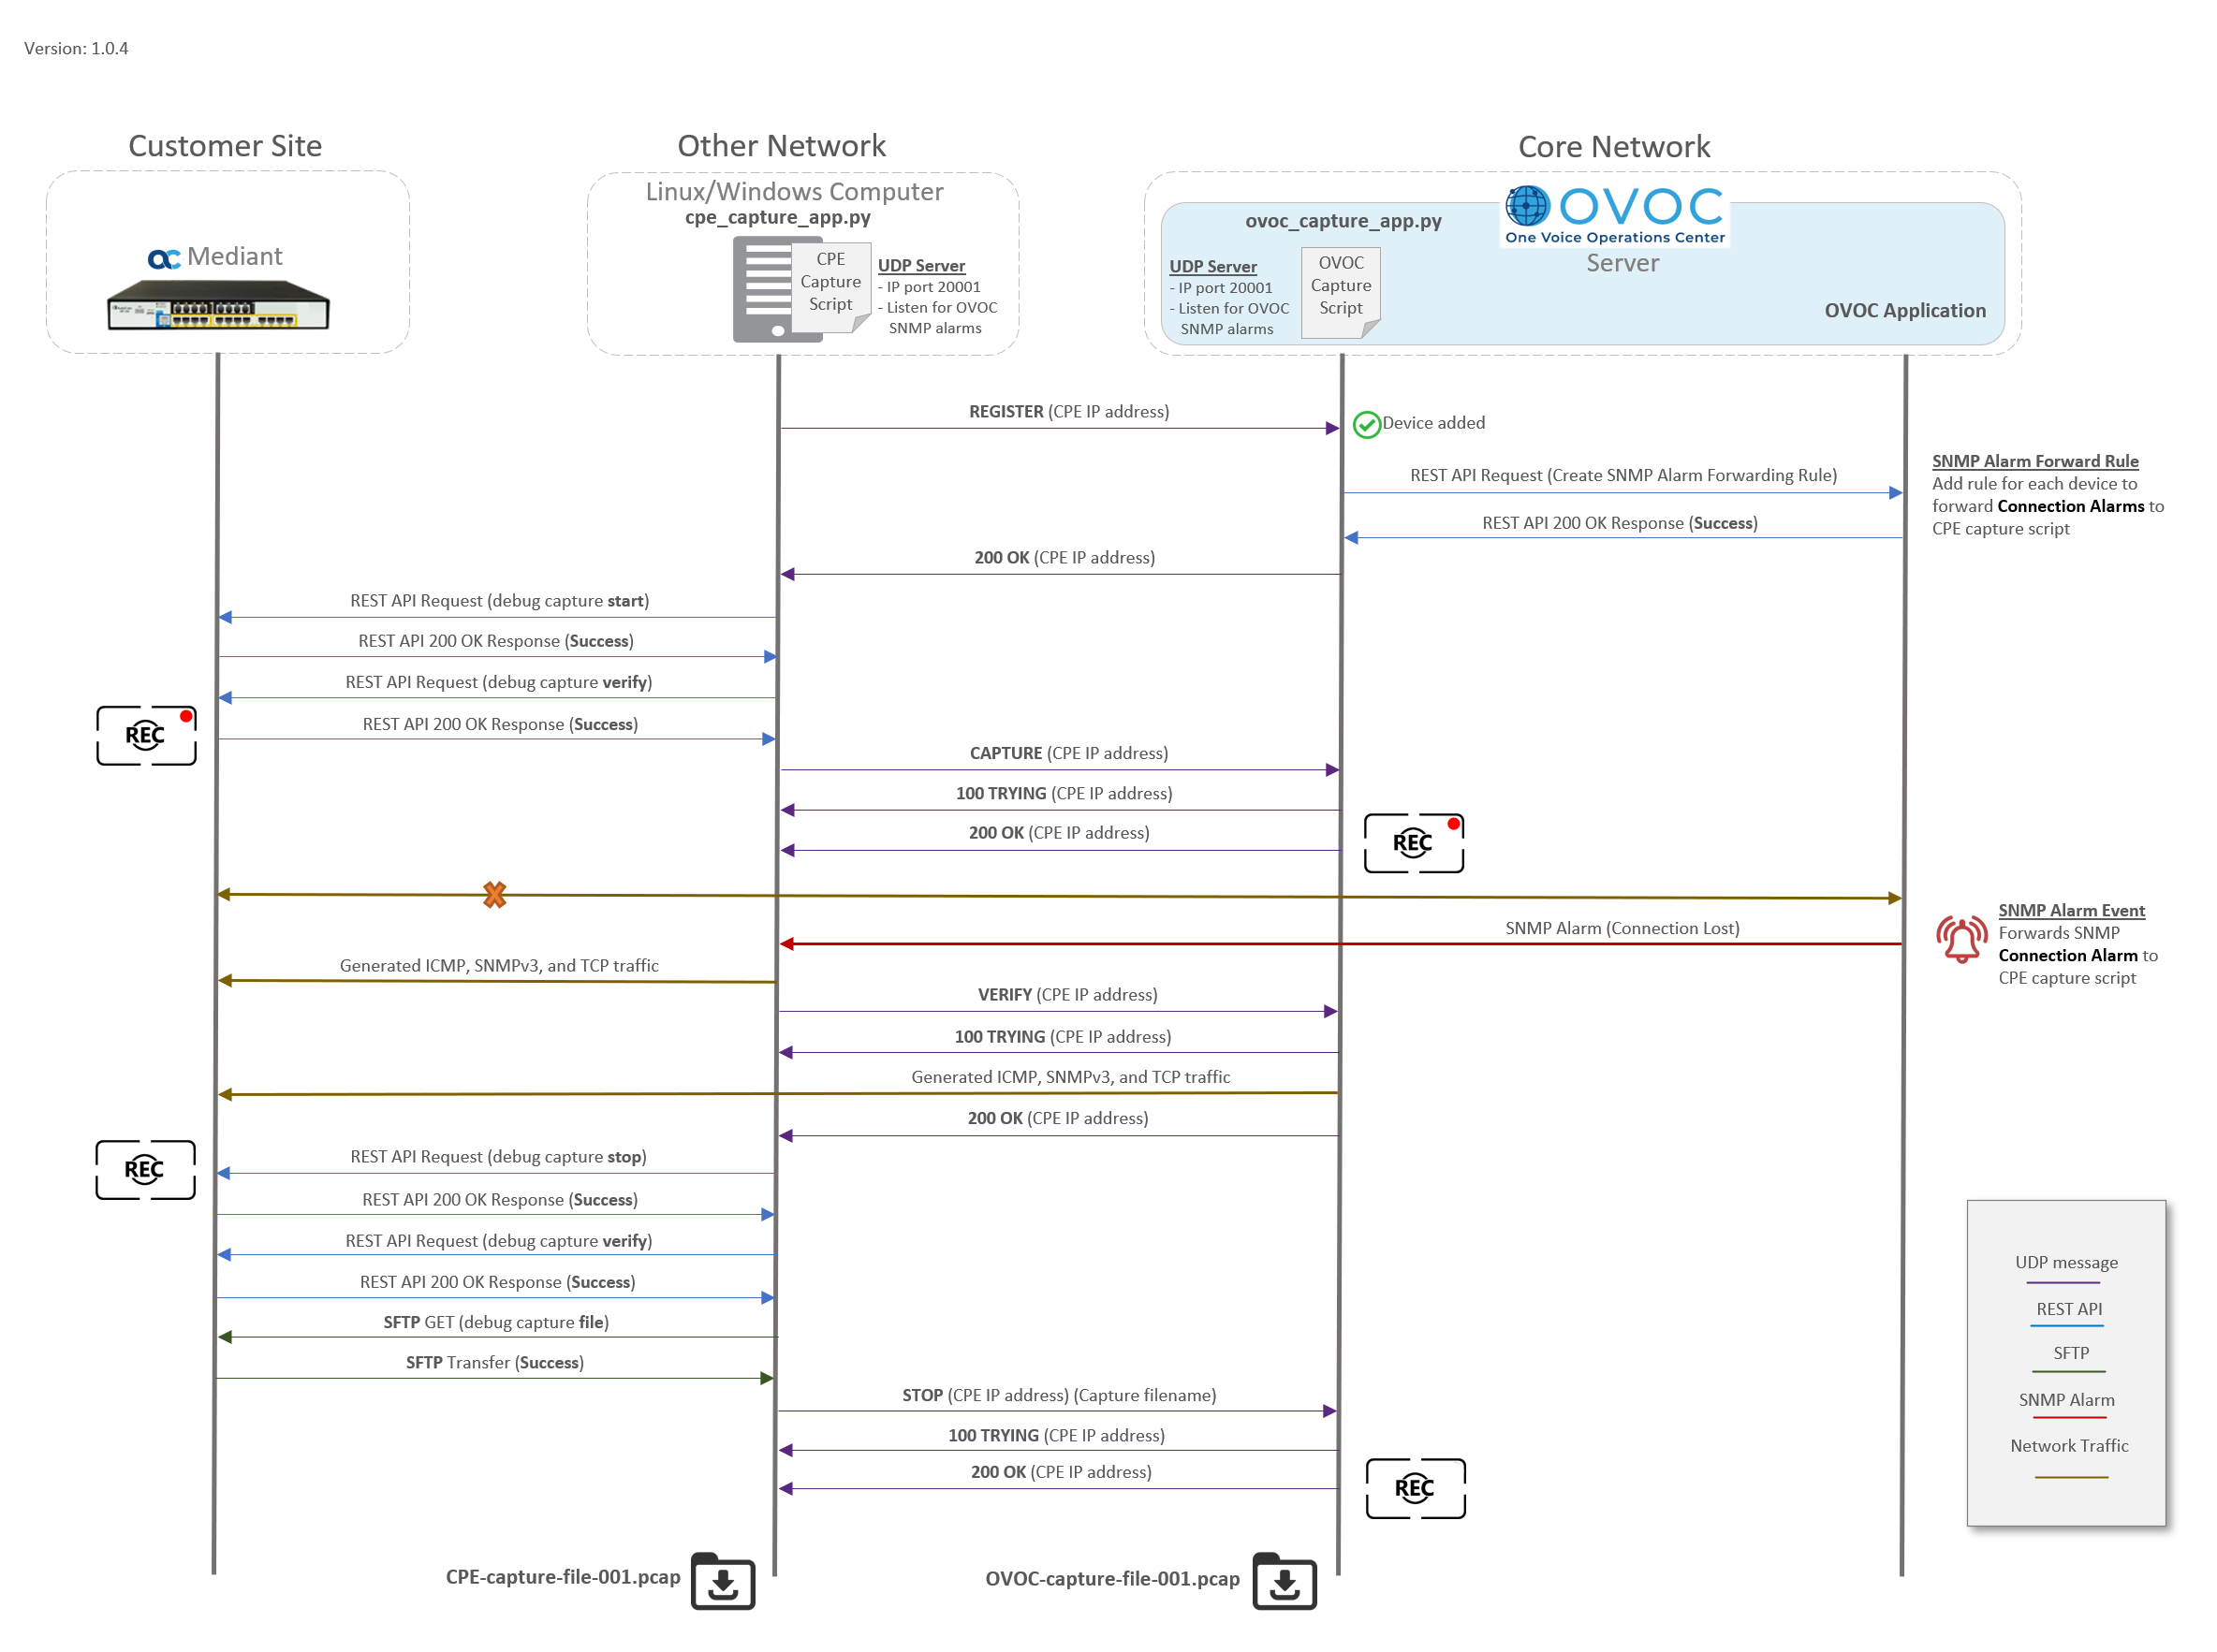 Version: 1.0.4
Customer Site
Other Network
Core Network
Mediant
Linux/Windows Computer
cpe_capture_app.py
CPE
Capture
Script
UDP Server
- IP port 20001
- Listen for OVOC
SNMP alarms
ovoc_capture_app.py
UDP Server
- IP port 20001
- Listen for OVOC
SNMP alarms
OVOC
Capture
Script
OVOC
One Voice Operations Center
Server
OVOC Application
REGISTER (CPE IP address)
Device added
REST API Request (Create SNMP Alarm Forwarding Rule)
SNMP Alarm Forward Rule
Add rule for each device to
forward Connection Alarms to
CPE capture script
REST API 200 OK Response (Success)
200 OK (CPE IP address)
REST API Request (debug capture start)
REST API 200 OK Response (Success)
REST API Request (debug capture verify)
REST API 200 OK Response (Success)
REC
CAPTURE (CPE IP address)
100 TRYING (CPE IP address)
200 OK (CPE IP address)
REC
SNMP Alarm (Connection Lost)
SNMP Alarm Event
Forwards SNMP
Connection Alarm to
CPE capture script
Generated ICMP, SNMPv3, and TCP traffic
VERIFY (CPE IP address)
100 TRYING (CPE IP address)
Generated ICMP, SNMPv3, and TCP traffic
200 OK (CPE IP address)
REC
REST API Request (debug capture stop)
REST API 200 OK Response (Success)
REST API Request (debug capture verify)
REST API 200 OK Response (Success)
SFTP GET (debug capture file)
SFTP Transfer (Success)
STOP (CPE IP address) (Capture filename)
100 TRYING (CPE IP address)
200 OK (CPE IP address)
REC
UDP message
REST API
SFTP
SNMP Alarm
Network Traffic
CPE-capture-file-001.pcap
OVOC-capture-file-001.pcap